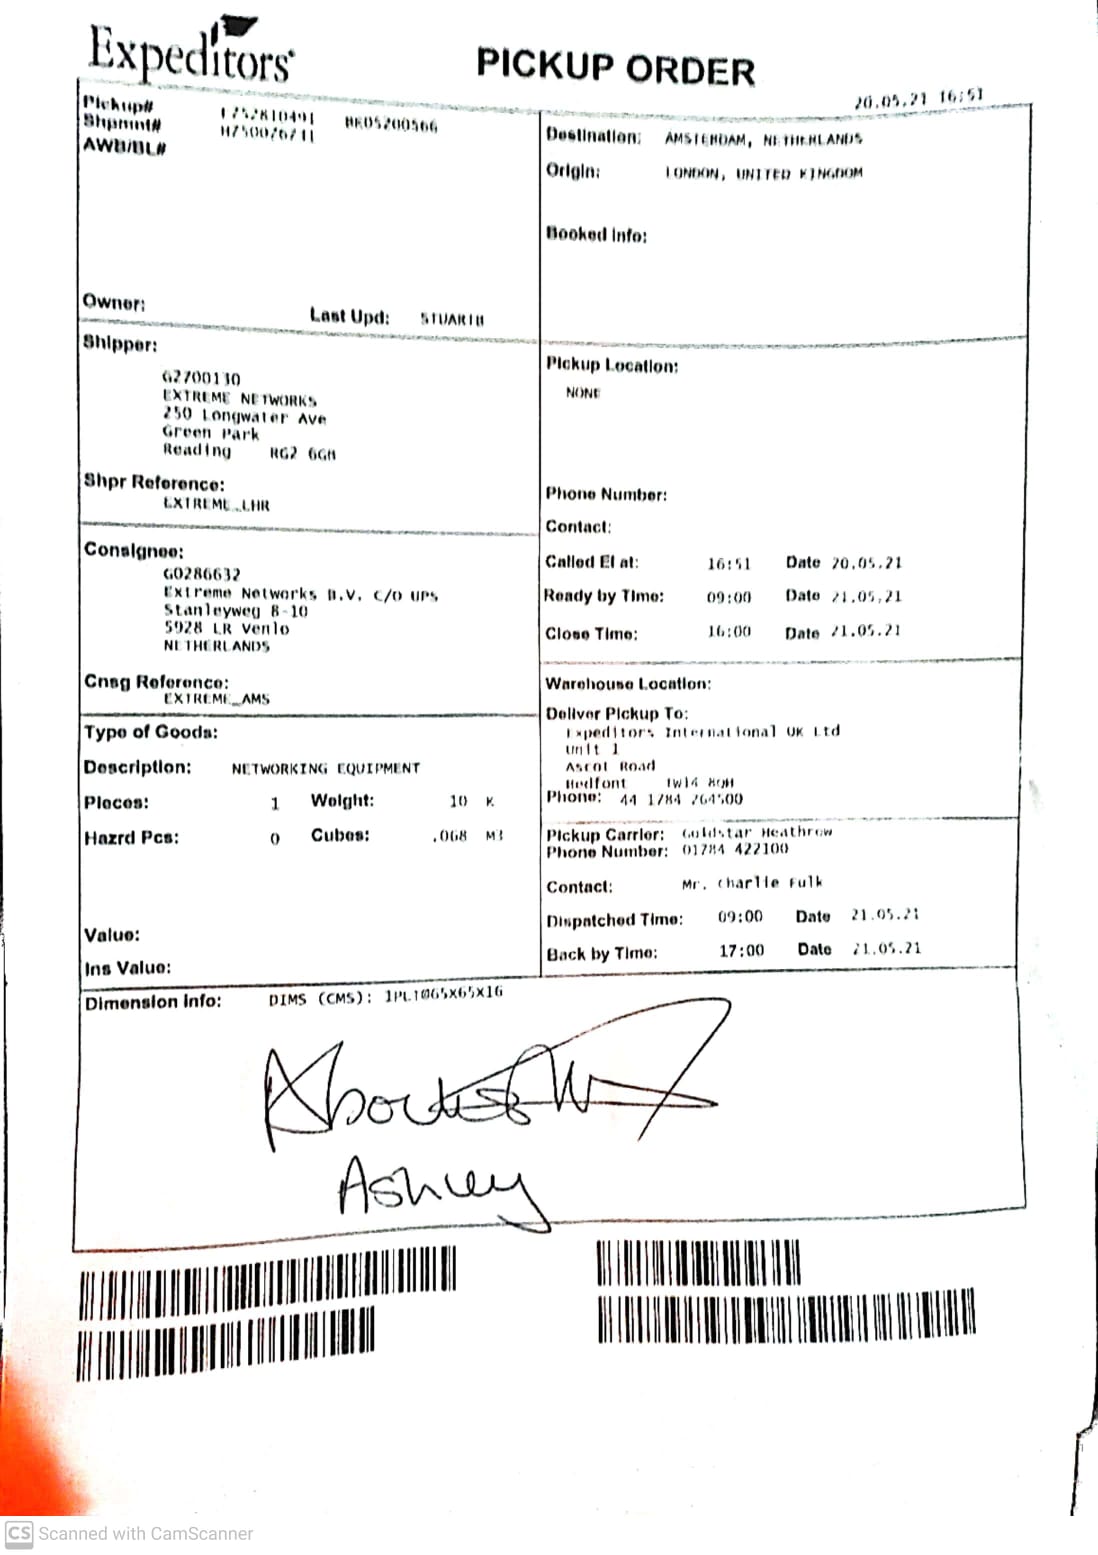 Expeditors
PICKUP ORDER
20.05.21 16:51
Pickup#
Shpmnt# BK05200566
AWB/BL#
Owner:
Last Upd:
Destination: AMSTERDAM, NETHERLANDS
Origin: LONDON, UNITED KINGDOM
Booked Info:
Shipper:
G2700130
EXTREME NETWORKS
250 Longwater Ave
Green Park
Reading RG2 6GH
Shpr Reference:
EXTREME_LHR
Consignee:
G0286632
Extreme Networks B.V. C/O UPS
Stanleyweg 8-10
5928 LR Venlo
NETHERLANDS
Cnsg Reference:
EXTREME_AMS
Type of Goods:
Description: NETWORKING EQUIPMENT
Pieces: 1 Weight: 10 K
Hazrd Pcs: 0 Cubes: .068 M3
Value:
Ins Value:
Pickup Location:
NONE
Phone Number:
Contact:
Called EI at: 16:51 Date 20.05.21
Ready by Time: 09:00 Date 21.05.21
Close Time: 16:00 Date 21.05.21
Warehouse Location:
Deliver Pickup To:
Expeditors International UK Ltd
Unit 1
Ascot Road
Bedfont TW14 8QH
Phone: 44 1784 264500
Pickup Carrier: Goldstar Heathrow
Phone Number: 01784 422100
Contact: Mr. Charlie Fulk
Dispatched Time: 09:00 Date 21.05.21
Back by Time: 17:00 Date 21.05.21
Dimension Info: DIMS (CMS): 1PLT@65X65X16
Ashley
CS Scanned with CamScanner